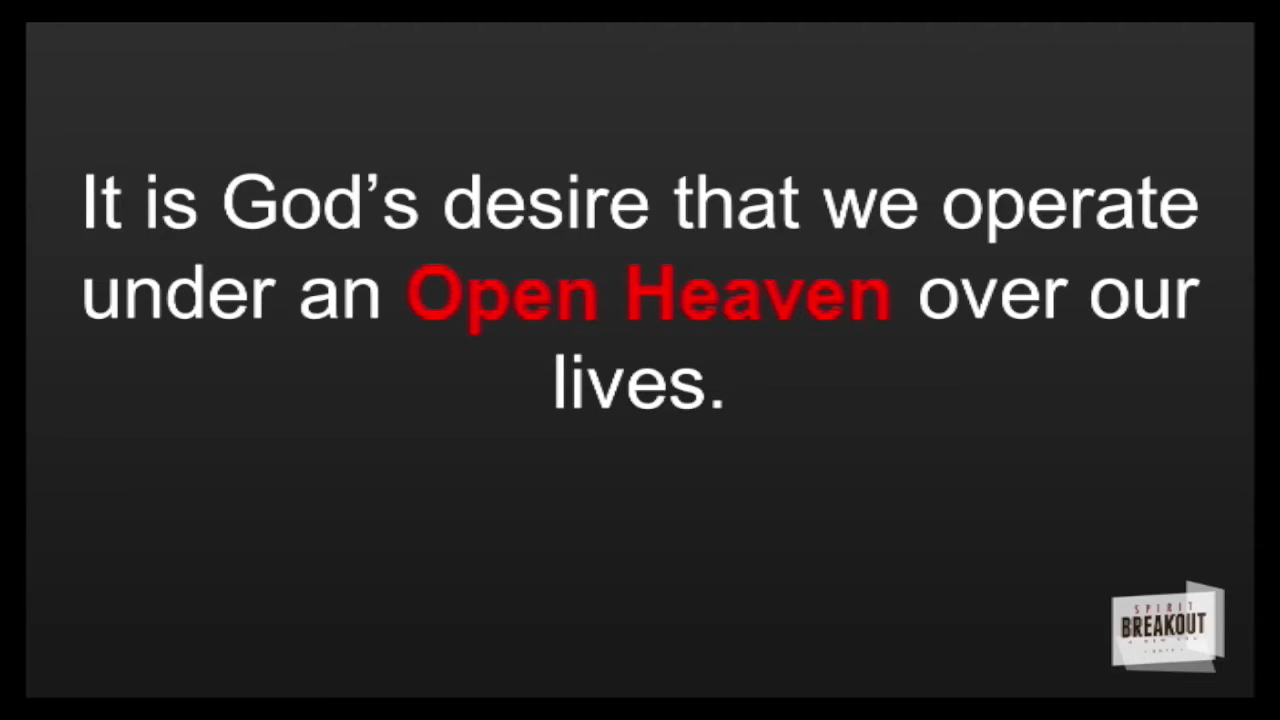 It is God’s desire that we operate
under an Open Heaven over our
lives.
SPIRIT
BREAKOUT